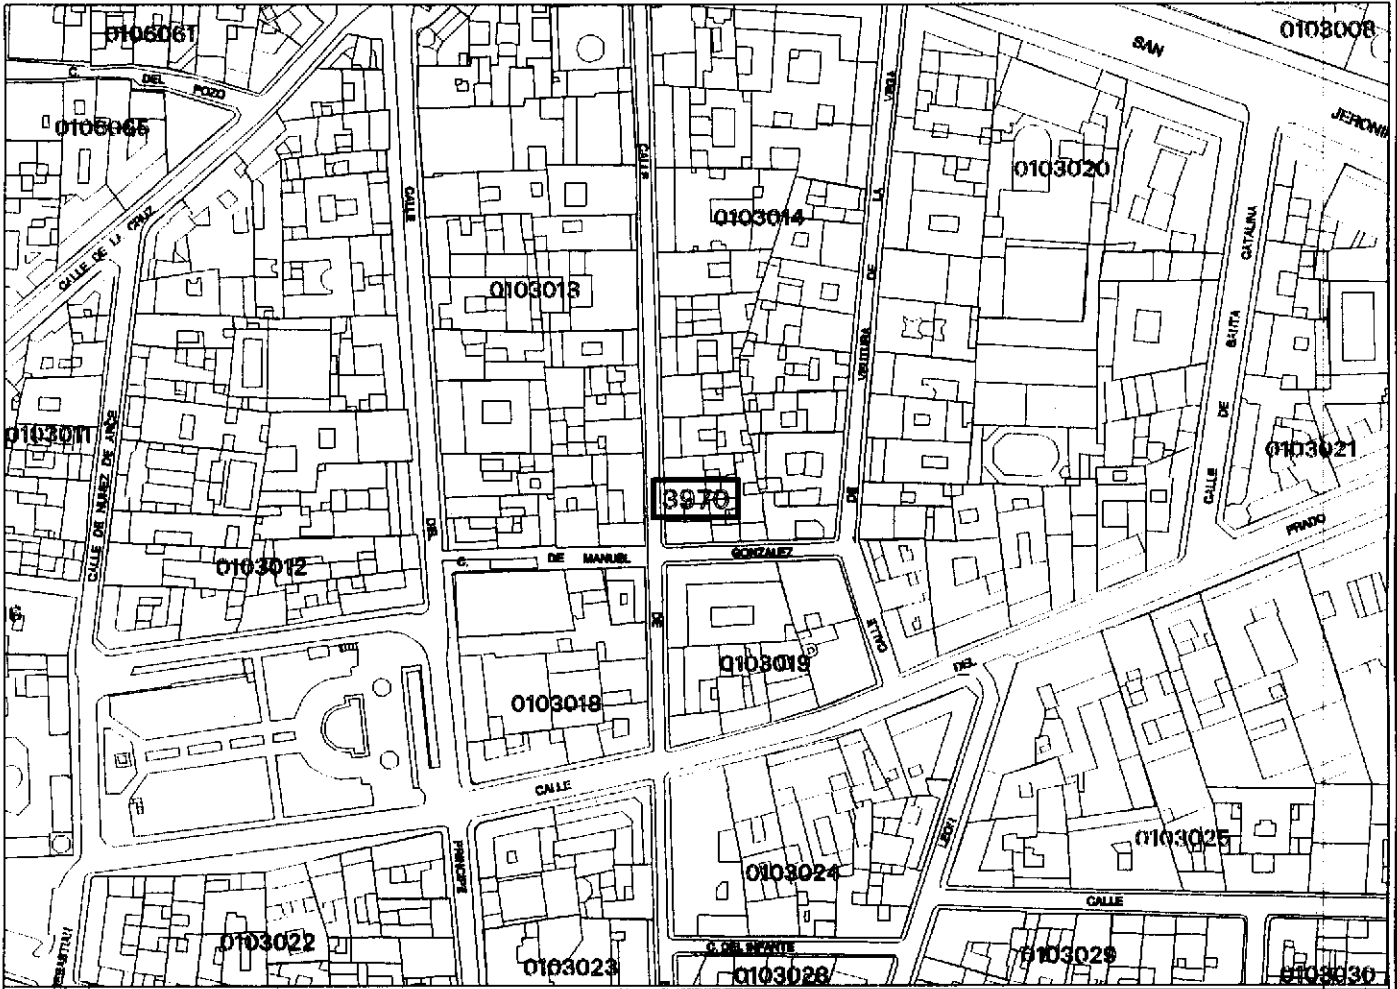 0106061
0103008
SAN
C. DEL POZO
0106065
CALLE
CALLE DE LA VEGA
0103020
CALLE DE LA CRUZ
0103014
CALLE DE SANTA CATALINA
0103013
VENTURA DE
0103011
CALLE DE NUÑEZ DE ARCE
0103021
3970
DEL
PRADO
C. DE MANUEL GONZALEZ
0103012
DE
CALLE
0103019
DEL
0103018
CALLE
LEON
0103025
PRINCIPE
0103024
CALLE
0103022
C. DEL INFANTE
0103029
0103023
0103028
0103030